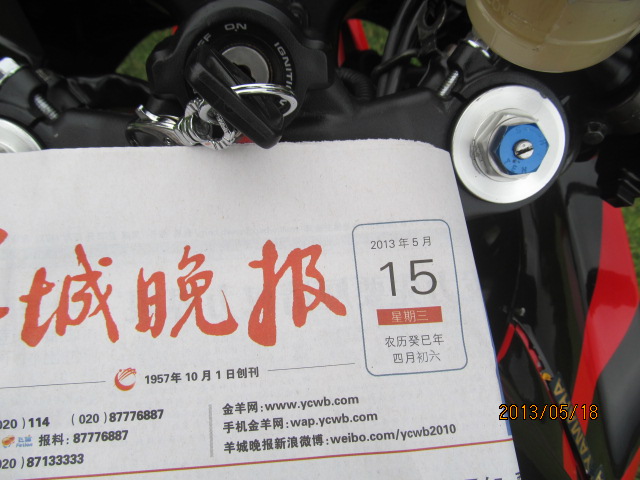 ON
IGNITI
城晚报
2013年5月
15
星期三
农历癸巳年
四月初六
1957年10月1日创刊
020) 114 (020) 87776887
报料: 87776887
020) 87133333
金羊网: www.ycwb.com
手机金羊网: wap.ycwb.com
羊城晚报新浪微博: weibo.com/ycwb2010
YAMAHA
2013/05/18